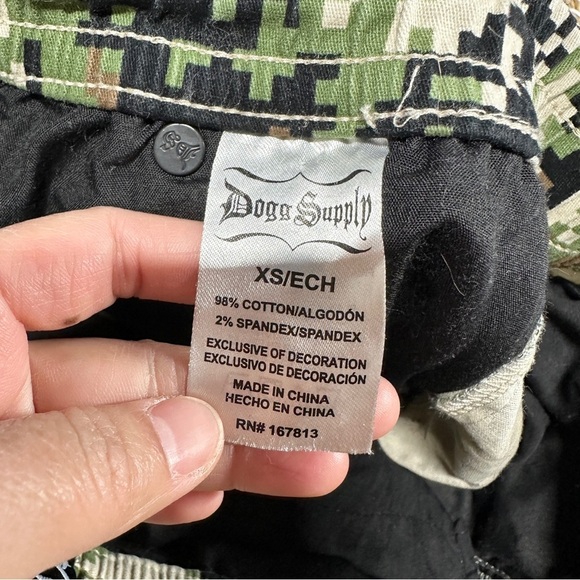 Dogg Supply
XS/ECH
98% COTTON/ALGODÓN
2% SPANDEX/SPANDEX
EXCLUSIVE OF DECORATION
EXCLUSIVO DE DECORACIÓN
MADE IN CHINA
HECHO EN CHINA
RN# 167813